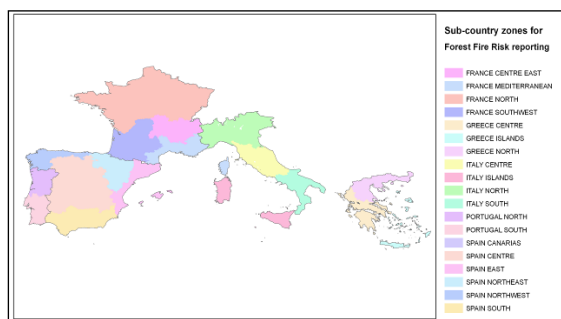 Sub-country zones for
Forest Fire Risk reporting
FRANCE CENTRE EAST
FRANCE MEDITERRANEAN
FRANCE NORTH
FRANCE SOUTHWEST
GREECE CENTRE
GREECE ISLANDS
GREECE NORTH
ITALY CENTRE
ITALY ISLANDS
ITALY NORTH
ITALY SOUTH
PORTUGAL NORTH
PORTUGAL SOUTH
SPAIN CANARIAS
SPAIN CENTRE
SPAIN EAST
SPAIN NORTHEAST
SPAIN NORTHWEST
SPAIN SOUTH